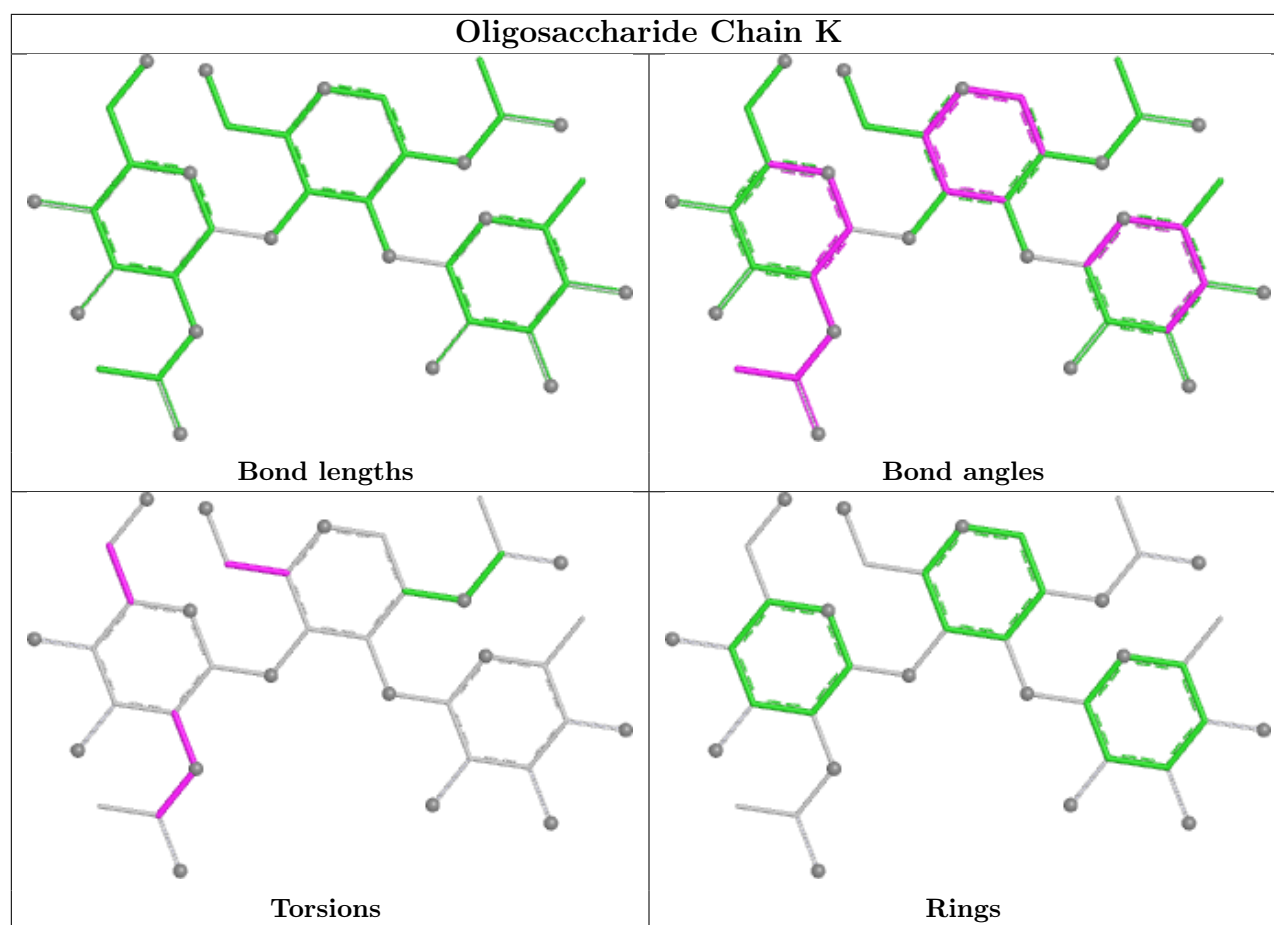 Oligosaccharide Chain K
Bond lengths
Bond angles
Torsions
Rings